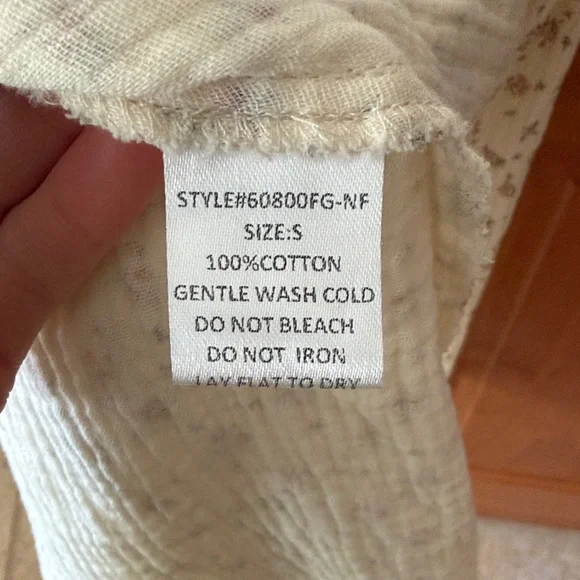 STYLE#60800FG-NF
SIZE:S
100%COTTON
GENTLE WASH COLD
DO NOT BLEACH
DO NOT IRON
LAY FLAT TO DRY